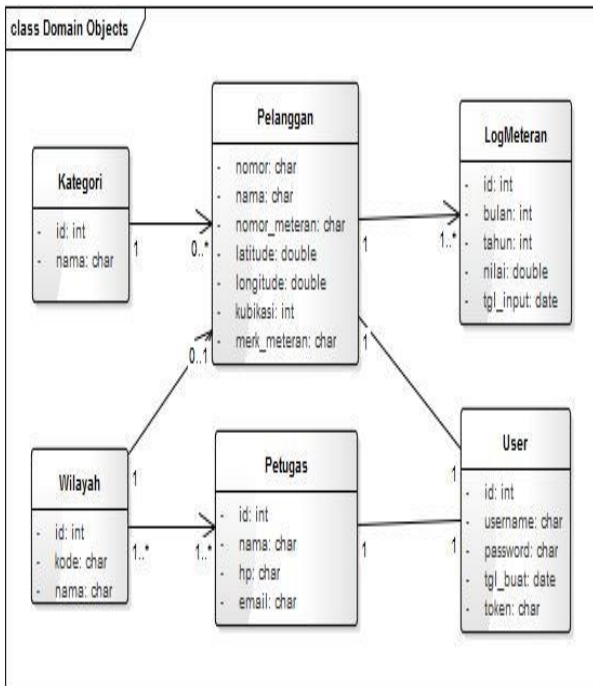 class Domain Objects
Pelanggan
- nomor: char
- nama: char
- nomor_meteran: char
- latitude: double
- longitude: double
- kubikasi: int
- merk_meteran: char
LogMeteran
- id: int
- bulan: int
- tahun: int
- nilai: double
- tgl_input: date
Kategori
- id: int
- nama: char
1
0..*
1
1..*
0..1
1
1
1
Wilayah
- id: int
- kode: char
- nama: char
Petugas
- id: int
- nama: char
- hp: char
- email: char
User
- id: int
- username: char
- password: char
- tgl_buat: date
- token: char
1..*
1..*
1
1